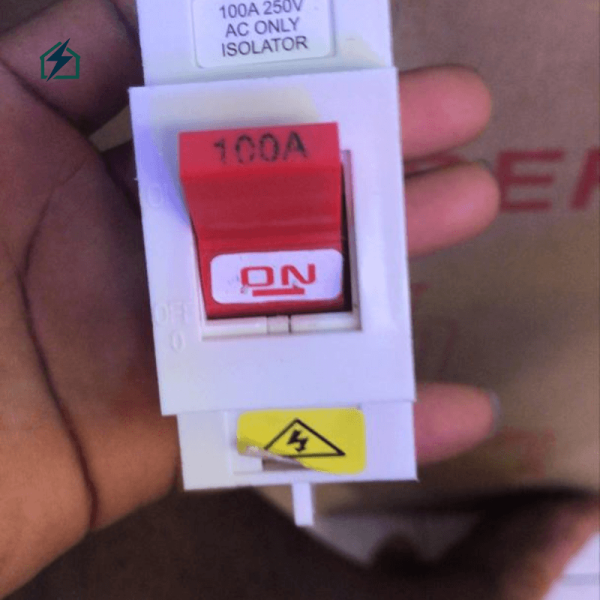 100A 250V
AC ONLY
ISOLATOR
100A
ON
OFF
0